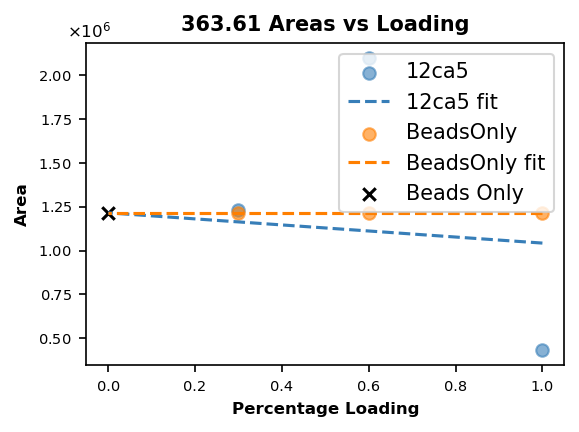 363.61 Areas vs Loading
×10⁶
2.00
1.75
1.50
1.25
1.00
0.75
0.50
Area
12ca5
12ca5 fit
BeadsOnly
BeadsOnly fit
Beads Only
0.0 0.2 0.4 0.6 0.8 1.0
Percentage Loading